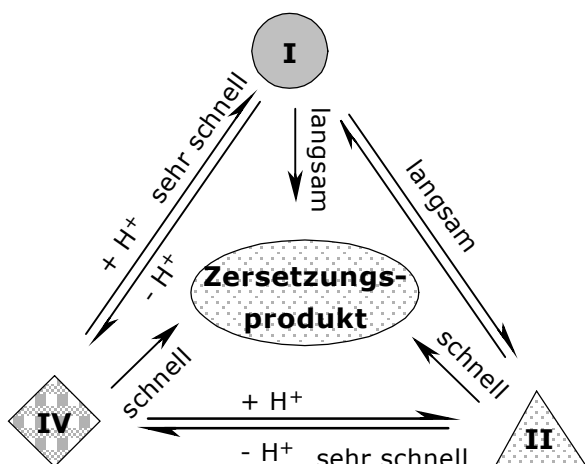 I
+ H⁺ sehr schnell
- H⁺
langsam
langsam
Zersetzungs-
produkt
schnell
schnell
IV
+ H⁺
- H⁺ sehr schnell
II